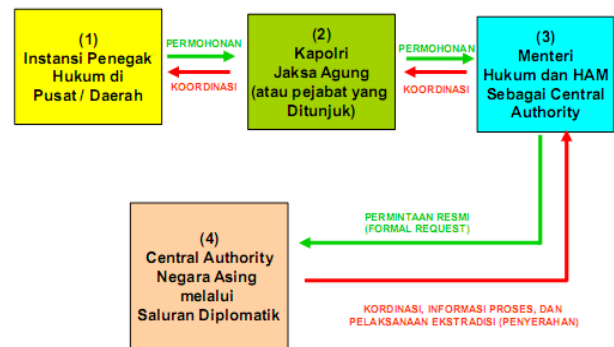 (1)
Instansi Penegak
Hukum di
Pusat / Daerah
PERMOHONAN
KOORDINASI
(2)
Kapolri
Jaksa Agung
(atau pejabat yang
Ditunjuk)
PERMOHONAN
KOORDINASI
(3)
Menteri
Hukum dan HAM
Sebagai Central
Authority
PERMINTAAN RESMI
(FORMAL REQUEST)
(4)
Central Authority
Negara Asing
melalui
Saluran Diplomatik
KORDINASI, INFORMASI PROSES, DAN
PELAKSANAAN EKSTRADISI (PENYERAHAN)